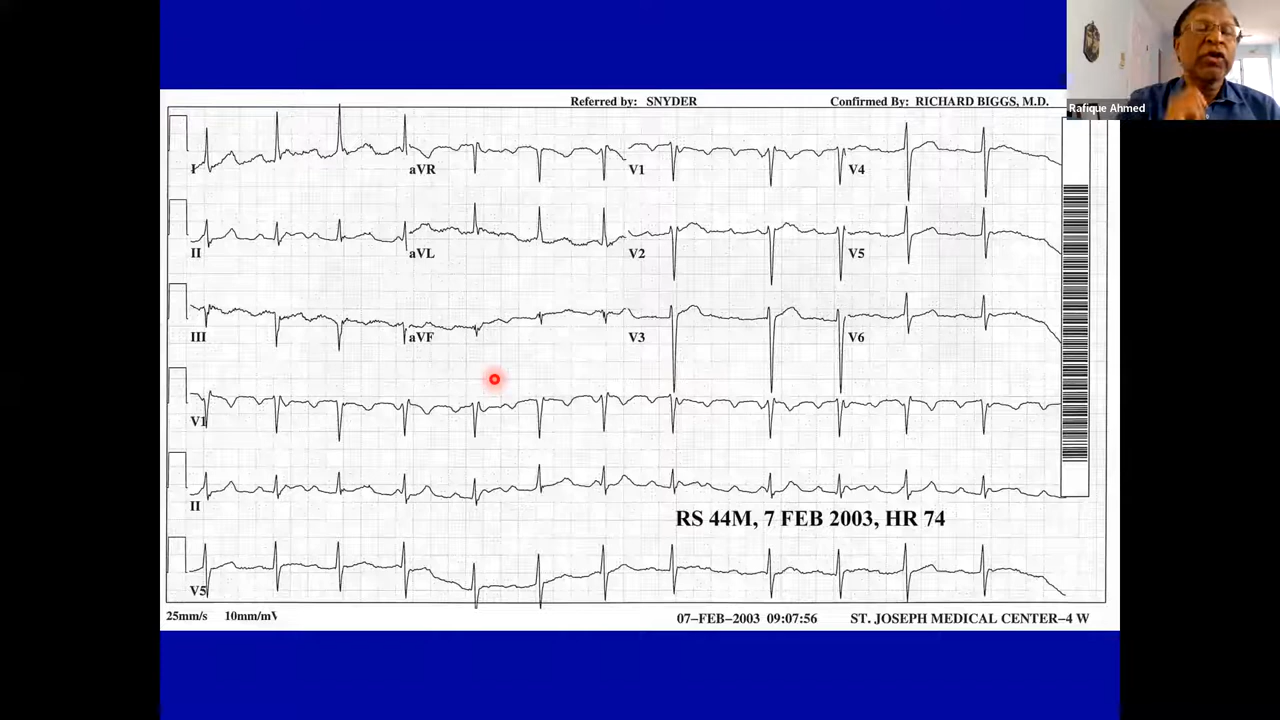 Referred by: SNYDER
Confirmed By: RICHARD BIGGS, M.D.
Rafique Ahmed
I
aVR
V1
V4
II
aVL
V2
V5
III
aVF
V3
V6
V1
II
RS 44M, 7 FEB 2003, HR 74
V5
25mm/s 10mm/mV
07-FEB-2003 09:07:56
ST. JOSEPH MEDICAL CENTER-4 W